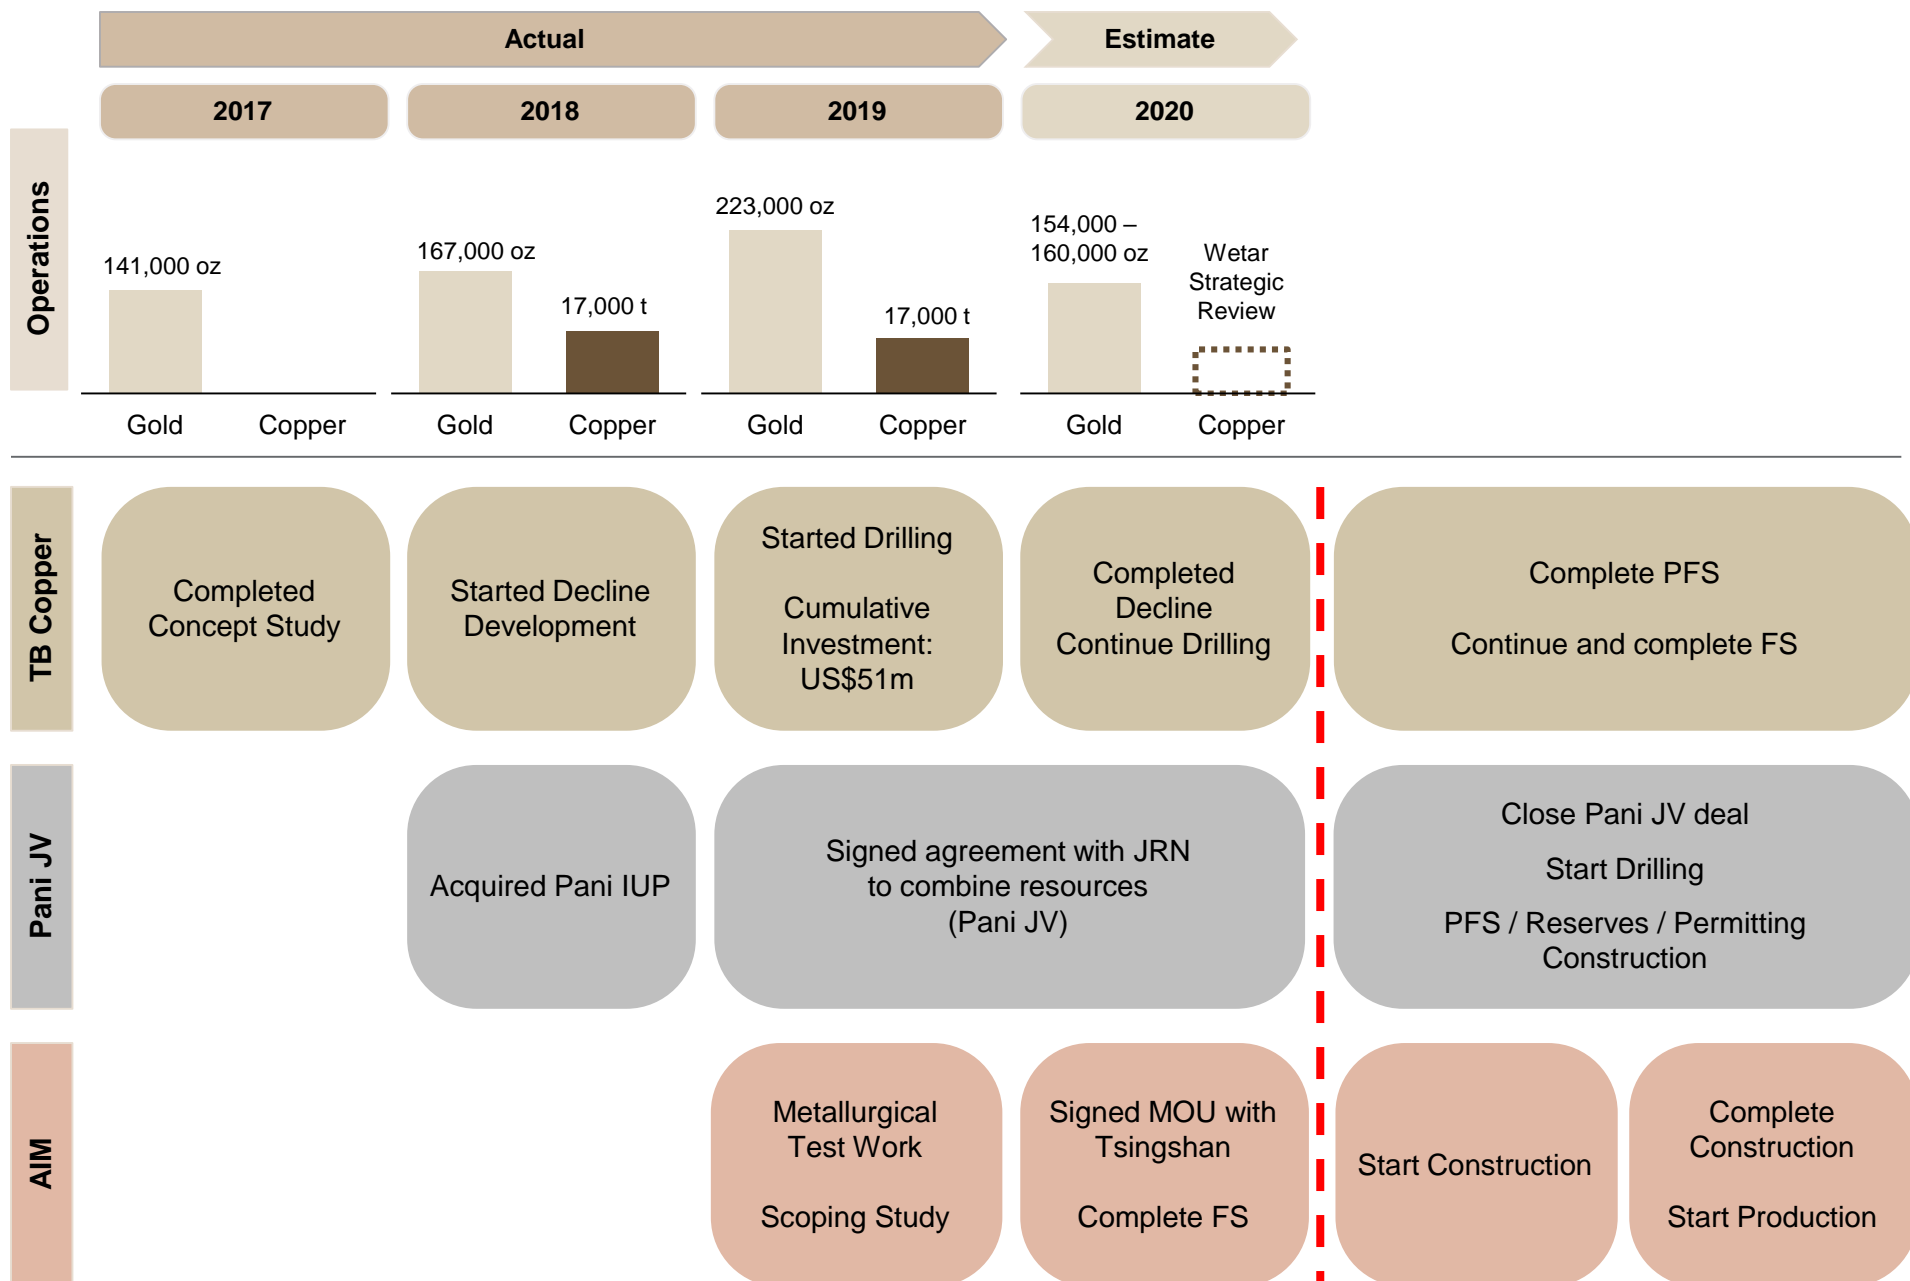 Actual
Estimate
2017
2018
2019
2020
Operations
141,000 oz
167,000 oz
17,000 t
223,000 oz
17,000 t
154,000 –
160,000 oz
Wetar
Strategic
Review
Gold
Copper
Gold
Copper
Gold
Copper
Gold
Copper
TB Copper
Completed
Concept Study
Started Decline
Development
Started Drilling
Cumulative
Investment:
US$51m
Completed
Decline
Continue Drilling
Complete PFS
Continue and complete FS
Pani JV
Acquired Pani IUP
Signed agreement with JRN
to combine resources
(Pani JV)
Close Pani JV deal
Start Drilling
PFS / Reserves / Permitting
Construction
AIM
Metallurgical
Test Work
Scoping Study
Signed MOU with
Tsingshan
Complete FS
Start Construction
Complete
Construction
Start Production